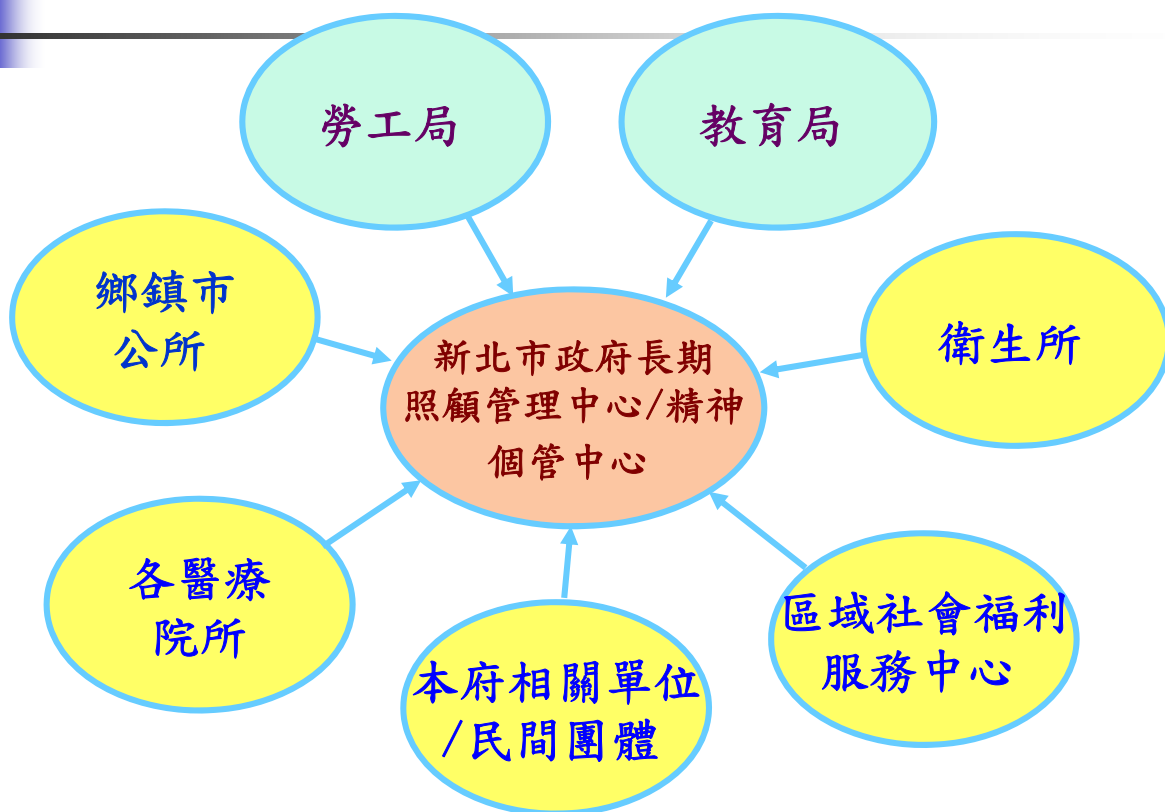 勞工局
教育局
鄉鎮市
公所
新北市政府長期
照顧管理中心/精神
個管中心
衛生所
各醫療
院所
本府相關單位
/民間團體
區域社會福利
服務中心